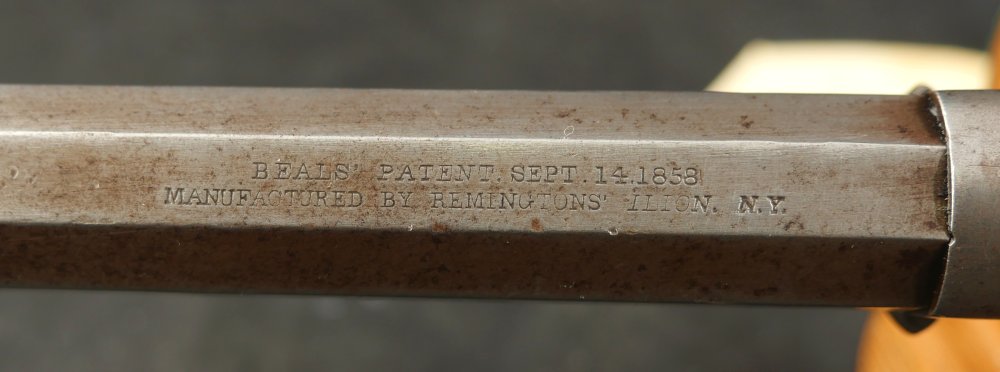 BEALS' PATENT. SEPT. 14.1858
MANUFACTURED BY REMINGTONS' ILION. N.Y.